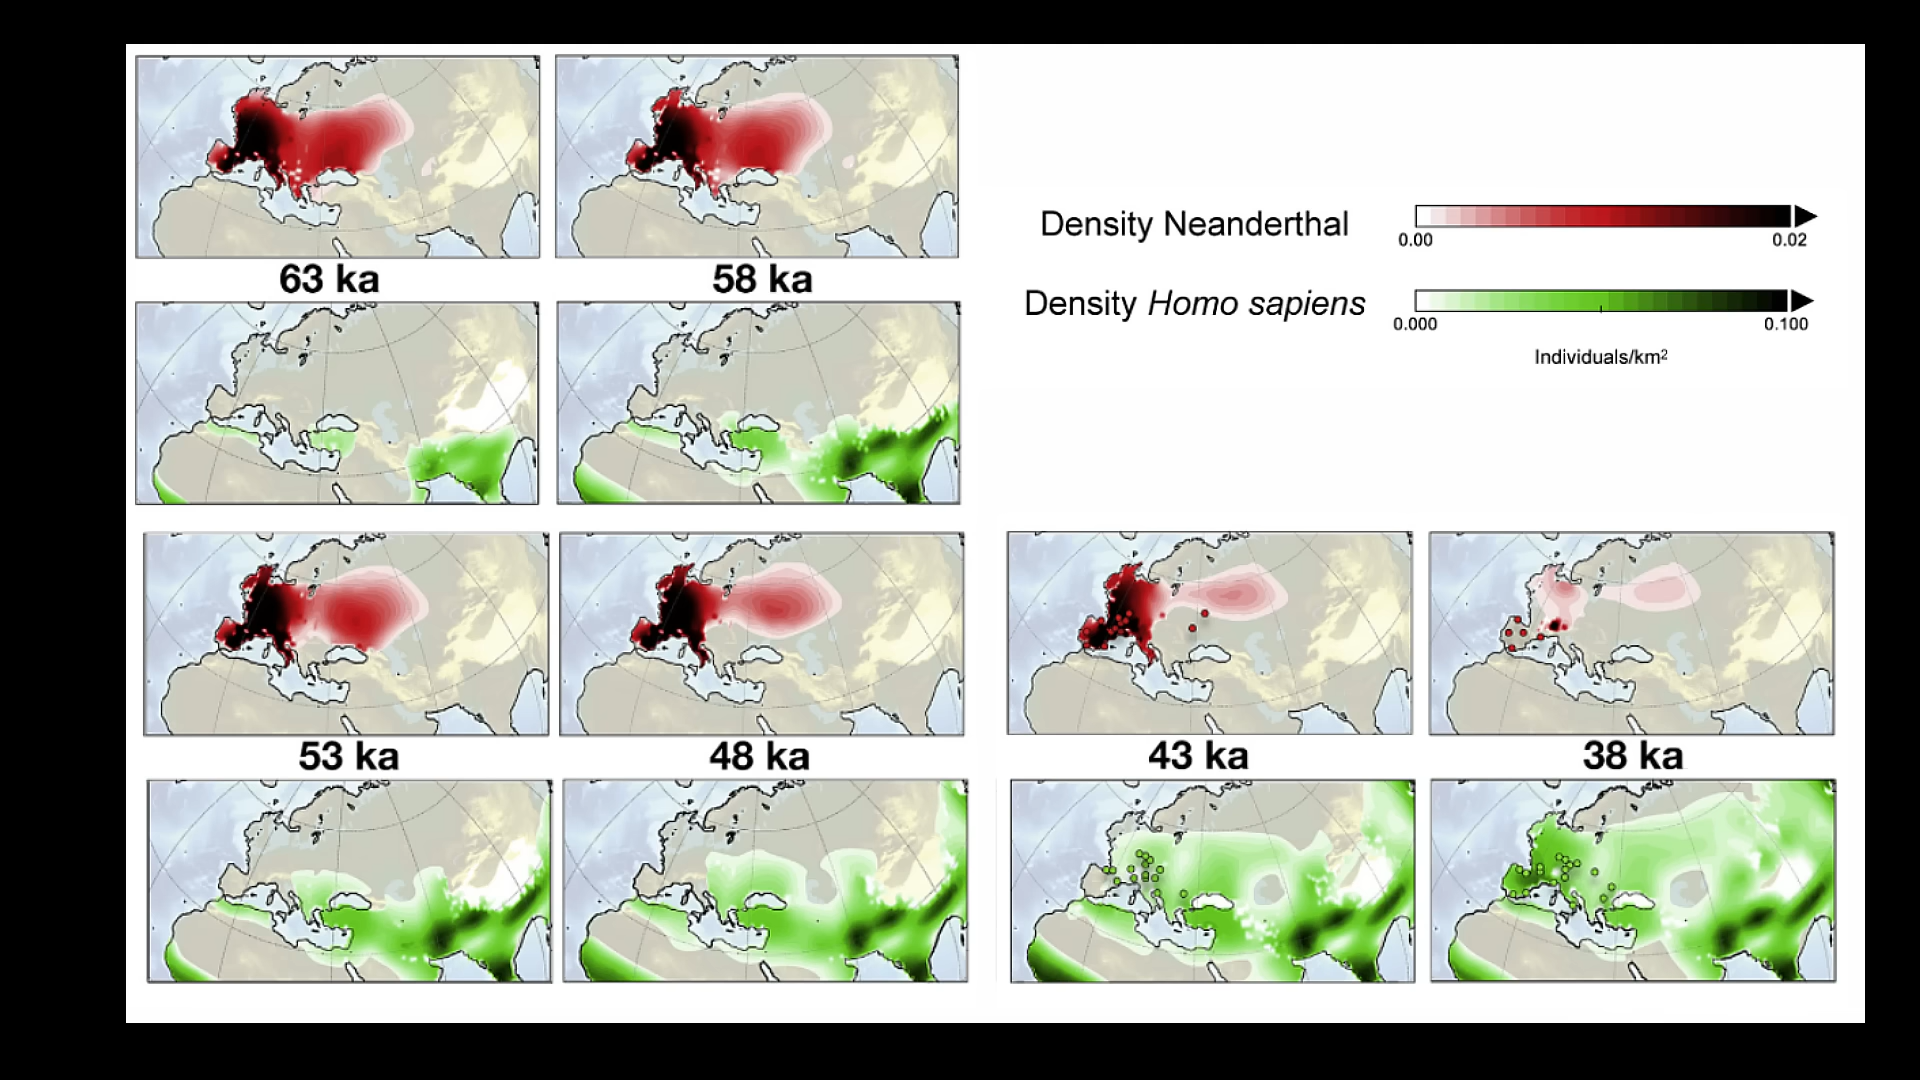 63 ka
58 ka
Density Neanderthal
0.00
0.02
Density Homo sapiens
0.000
0.100
Individuals/km²
53 ka
48 ka
43 ka
38 ka